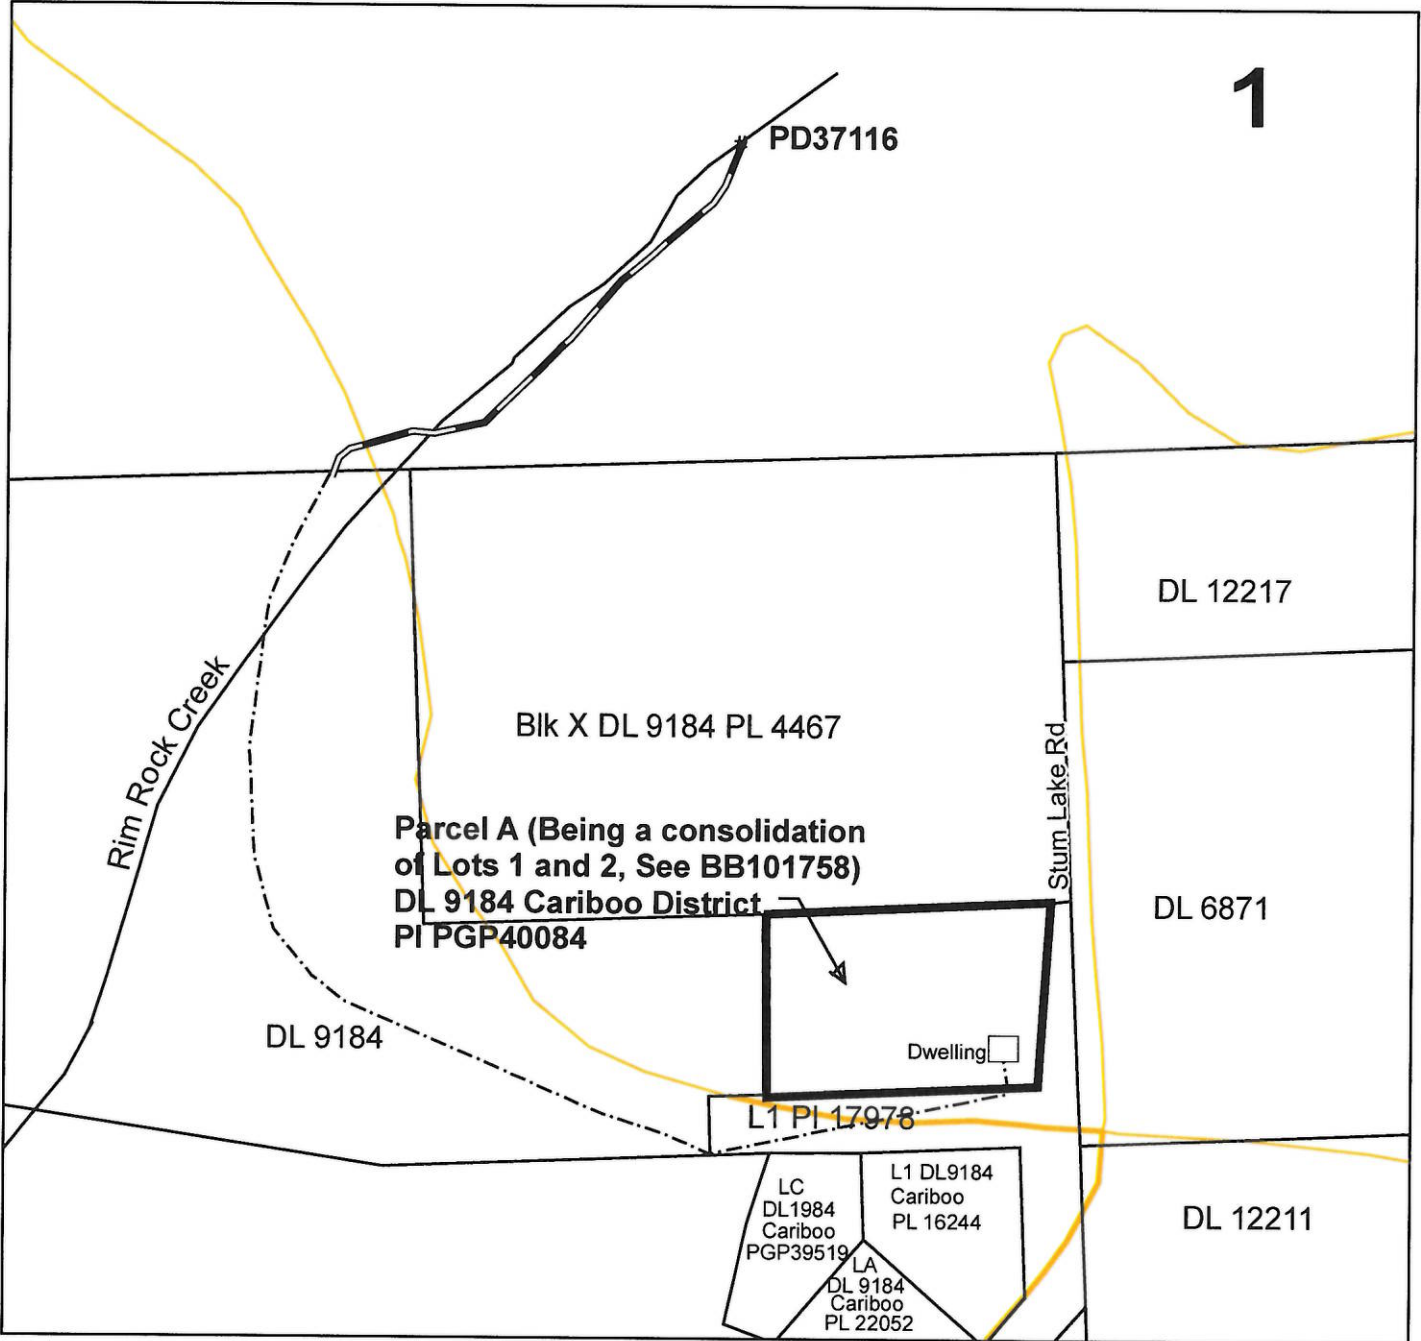 1
PD37116
DL 12217
Rim Rock Creek
Blk X DL 9184 PL 4467
Stum Lake Rd
Parcel A (Being a consolidation
of Lots 1 and 2, See BB101758)
DL 9184 Cariboo District
Pl PGP40084
DL 6871
DL 9184
Dwelling
L1 Pl 17978
LC
DL1984
Cariboo
PGP39519
L1 DL9184
Cariboo
PL 16244
LA
DL 9184
Cariboo
PL 22052
DL 12211